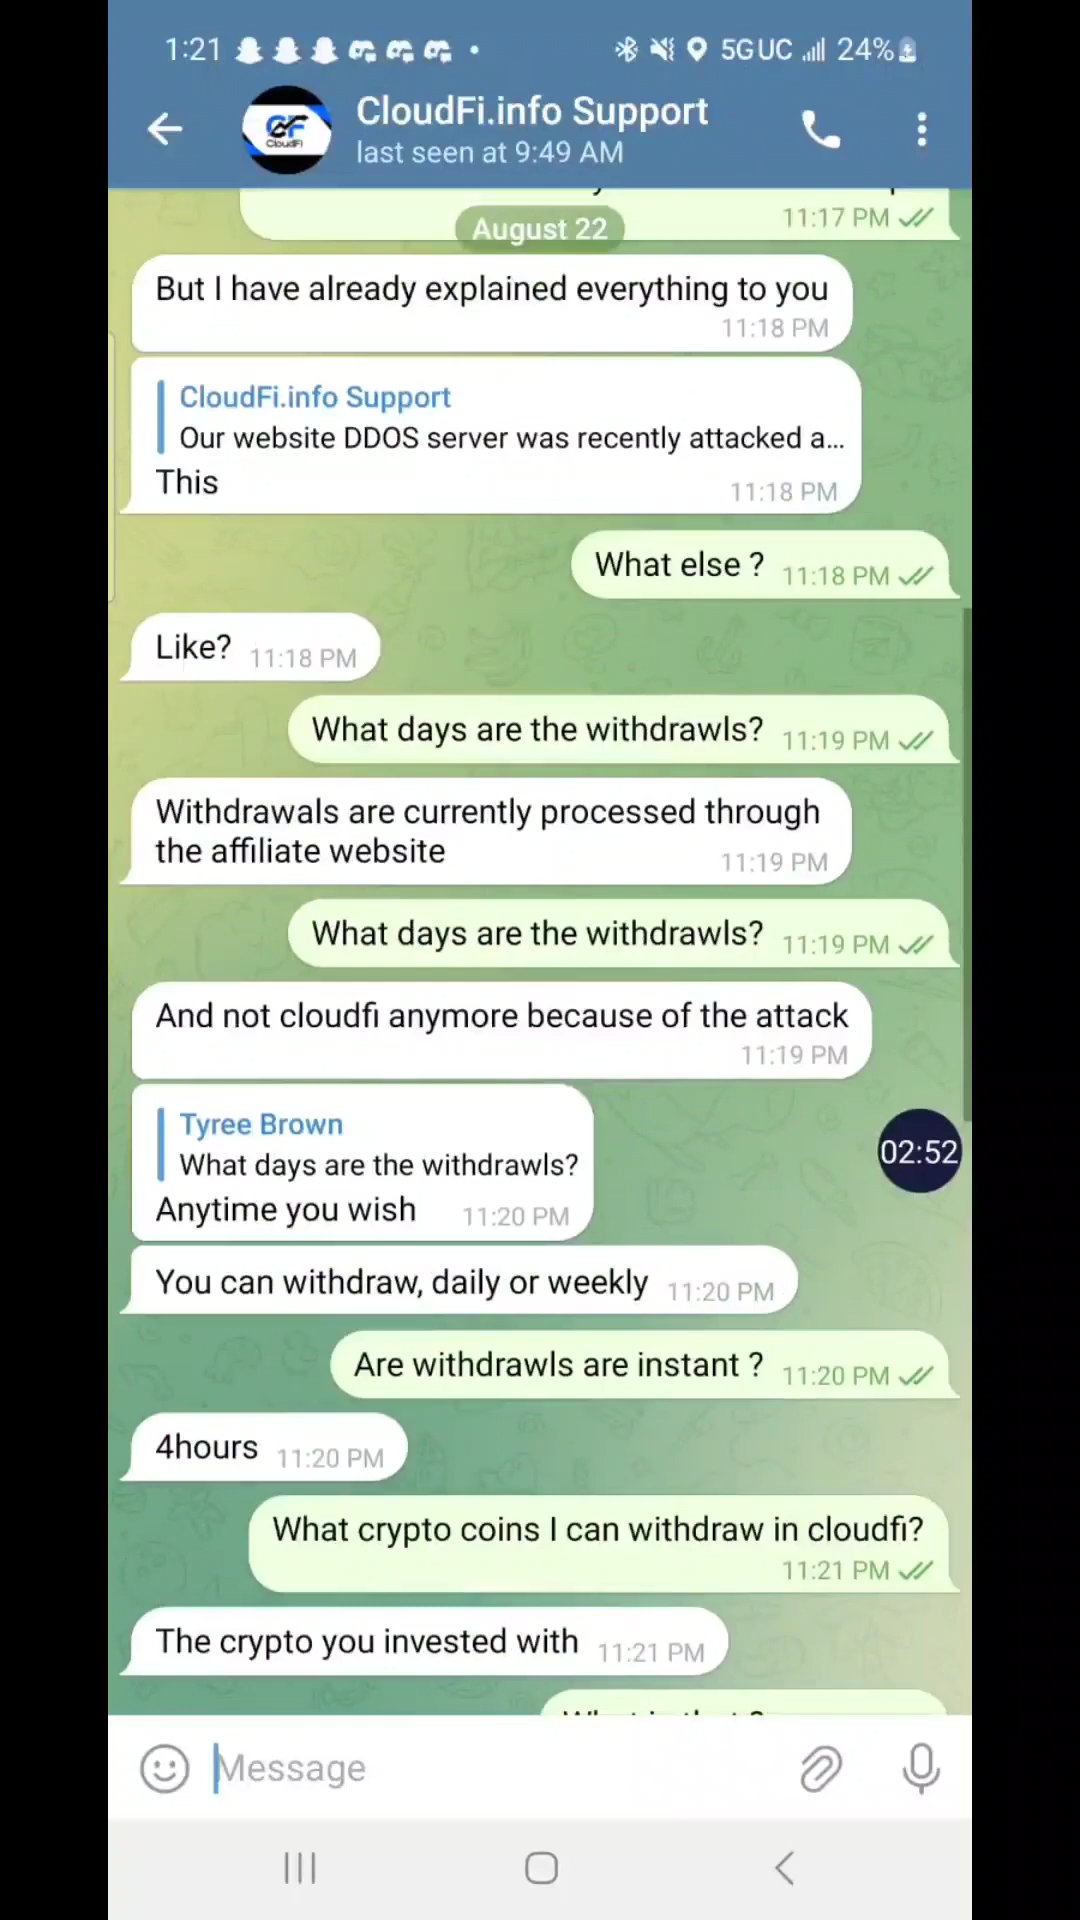 1:21
5G UC
24%
CloudFi.info Support
last seen at 9:49 AM
CF
CloudFi
11:17 PM
August 22
But I have already explained everything to you
11:18 PM
CloudFi.info Support
Our website DDOS server was recently attacked a...
This
11:18 PM
What else ? 11:18 PM
Like? 11:18 PM
What days are the withdrawls? 11:19 PM
Withdrawals are currently processed through
the affiliate website
11:19 PM
What days are the withdrawls? 11:19 PM
And not cloudfi anymore because of the attack
11:19 PM
Tyree Brown
What days are the withdrawls?
Anytime you wish 11:20 PM
02:52
You can withdraw, daily or weekly 11:20 PM
Are withdrawls are instant ? 11:20 PM
4hours 11:20 PM
What crypto coins I can withdraw in cloudfi?
11:21 PM
The crypto you invested with 11:21 PM
Message